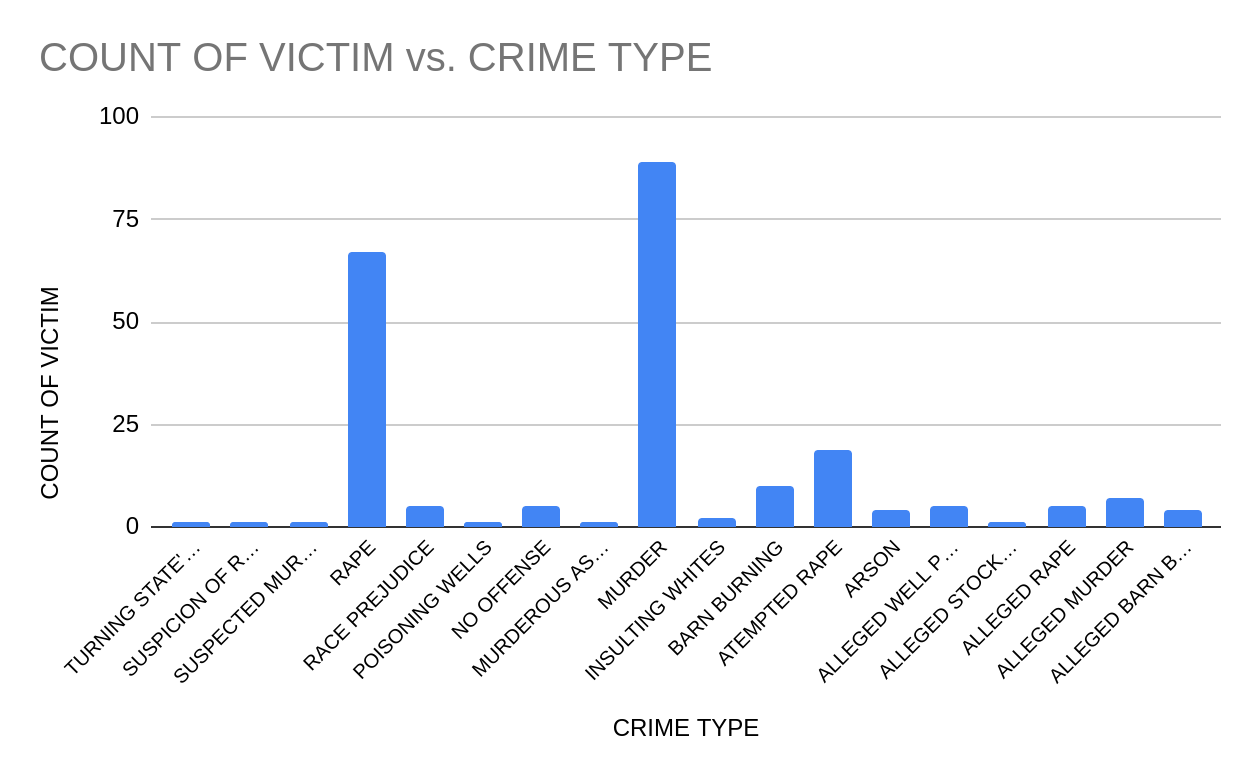 COUNT OF VICTIM vs. CRIME TYPE
100
75
50
25
0
COUNT OF VICTIM
TURNING STATE'...
SUSPICION OF R...
SUSPECTED MUR...
RAPE
RACE PREJUDICE
POISONING WELLS
NO OFFENSE
MURDEROUS AS...
MURDER
INSULTING WHITES
BARN BURNING
ATEMPTED RAPE
ARSON
ALLEGED WELL P...
ALLEGED STOCK...
ALLEGED RAPE
ALLEGED MURDER
ALLEGED BARN B...
CRIME TYPE